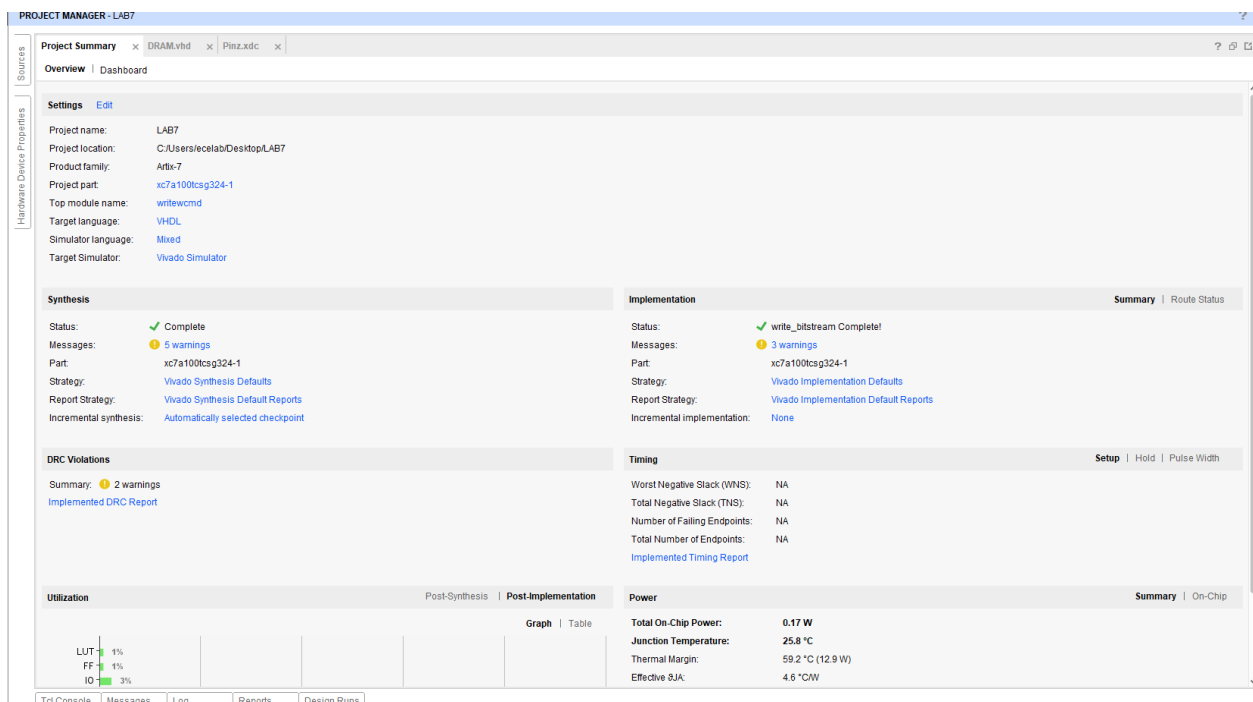 PROJECT MANAGER - LAB7 ?
Sources
Hardware Device Properties
Project Summary × DRAM.vhd × Pinz.xdc ×
?
Overview | Dashboard
Settings Edit
Project name: LAB7
Project location: C:/Users/ecelab/Desktop/LAB7
Product family: Artix-7
Project part: xc7a100tcsg324-1
Top module name: writewcmd
Target language: VHDL
Simulator language: Mixed
Target Simulator: Vivado Simulator
Synthesis
Status: Complete
Messages: 5 warnings
Part: xc7a100tcsg324-1
Strategy: Vivado Synthesis Defaults
Report Strategy: Vivado Synthesis Default Reports
Incremental synthesis: Automatically selected checkpoint
Implementation Summary | Route Status
Status: write_bitstream Complete!
Messages: 3 warnings
Part: xc7a100tcsg324-1
Strategy: Vivado Implementation Defaults
Report Strategy: Vivado Implementation Default Reports
Incremental implementation: None
DRC Violations
Summary: 2 warnings
Implemented DRC Report
Timing Setup | Hold | Pulse Width
Worst Negative Slack (WNS): NA
Total Negative Slack (TNS): NA
Number of Failing Endpoints: NA
Total Number of Endpoints: NA
Implemented Timing Report
Utilization Post-Synthesis | Post-Implementation
Graph | Table
LUT 1%
FF 1%
IO 3%
Power Summary | On-Chip
Total On-Chip Power: 0.17 W
Junction Temperature: 25.8 °C
Thermal Margin: 59.2 °C (12.9 W)
Effective ϑJA: 4.6 °C/W
Tcl Console Messages Log Reports Design Runs